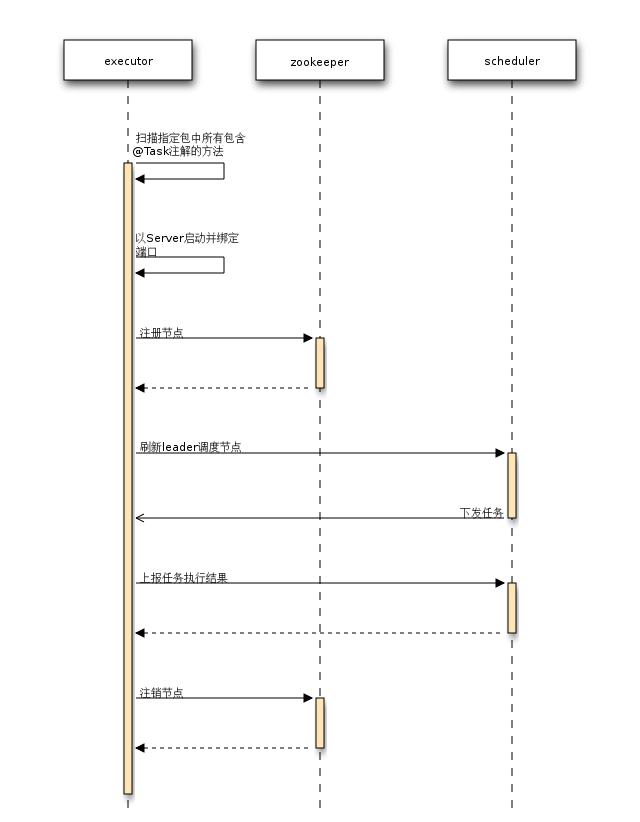 executor
zookeeper
scheduler
扫描指定包中所有包含
@Task注解的方法
以Server启动并绑定
端口
注册节点
刷新leader调度节点
下发任务
上报任务执行结果
注销节点